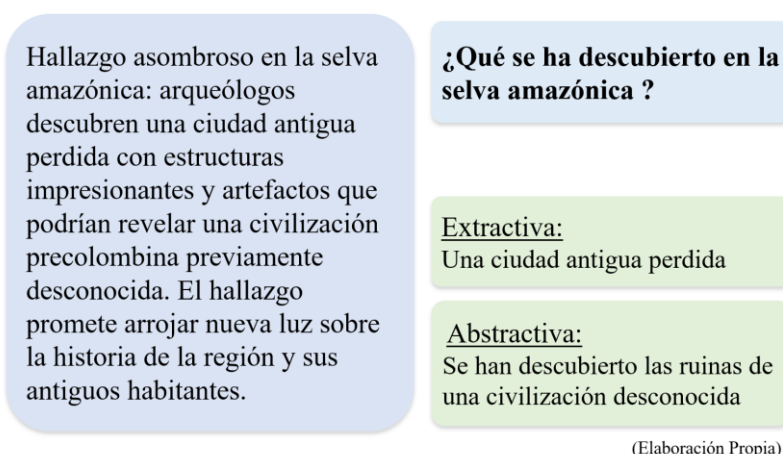 Hallazgo asombroso en la selva
amazónica: arqueólogos
descubren una ciudad antigua
perdida con estructuras
impresionantes y artefactos que
podrían revelar una civilización
precolombina previamente
desconocida. El hallazgo
promete arrojar nueva luz sobre
la historia de la región y sus
antiguos habitantes.
¿Qué se ha descubierto en la
selva amazónica ?
Extractiva:
Una ciudad antigua perdida
Abstractiva:
Se han descubierto las ruinas de
una civilización desconocida
(Elaboración Propia)